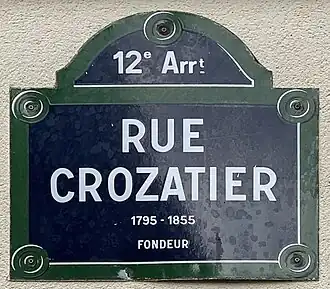 12e Arrt
RUE
CROZATIER
1795 - 1855
FONDEUR